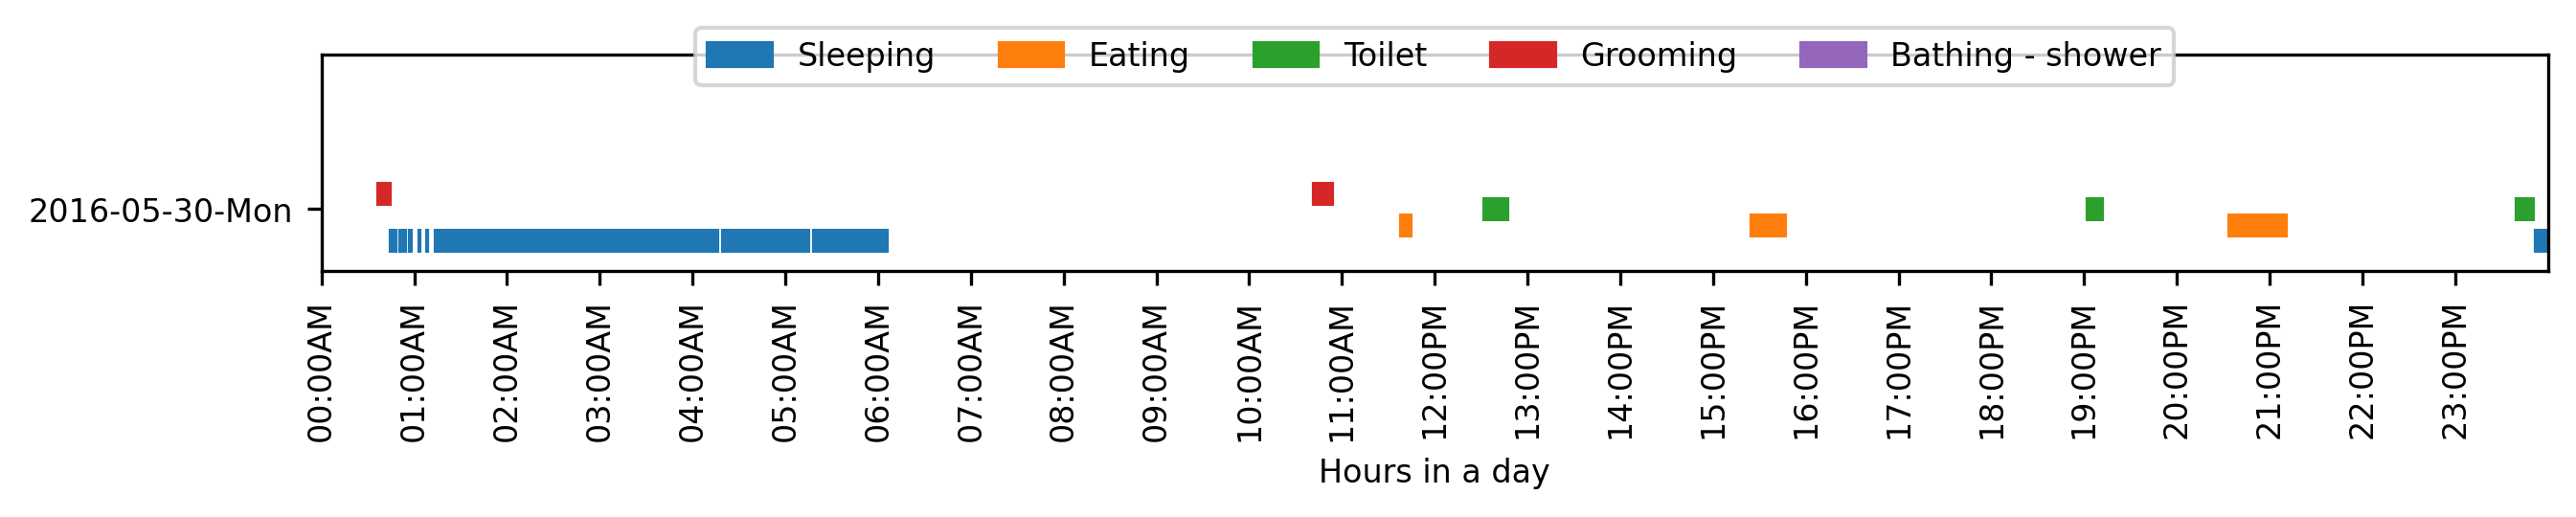 Sleeping Eating Toilet Grooming Bathing - shower
2016-05-30-Mon
00:00AM
01:00AM
02:00AM
03:00AM
04:00AM
05:00AM
06:00AM
07:00AM
08:00AM
09:00AM
10:00AM
11:00AM
12:00PM
13:00PM
14:00PM
15:00PM
16:00PM
17:00PM
18:00PM
19:00PM
20:00PM
21:00PM
22:00PM
23:00PM
Hours in a day